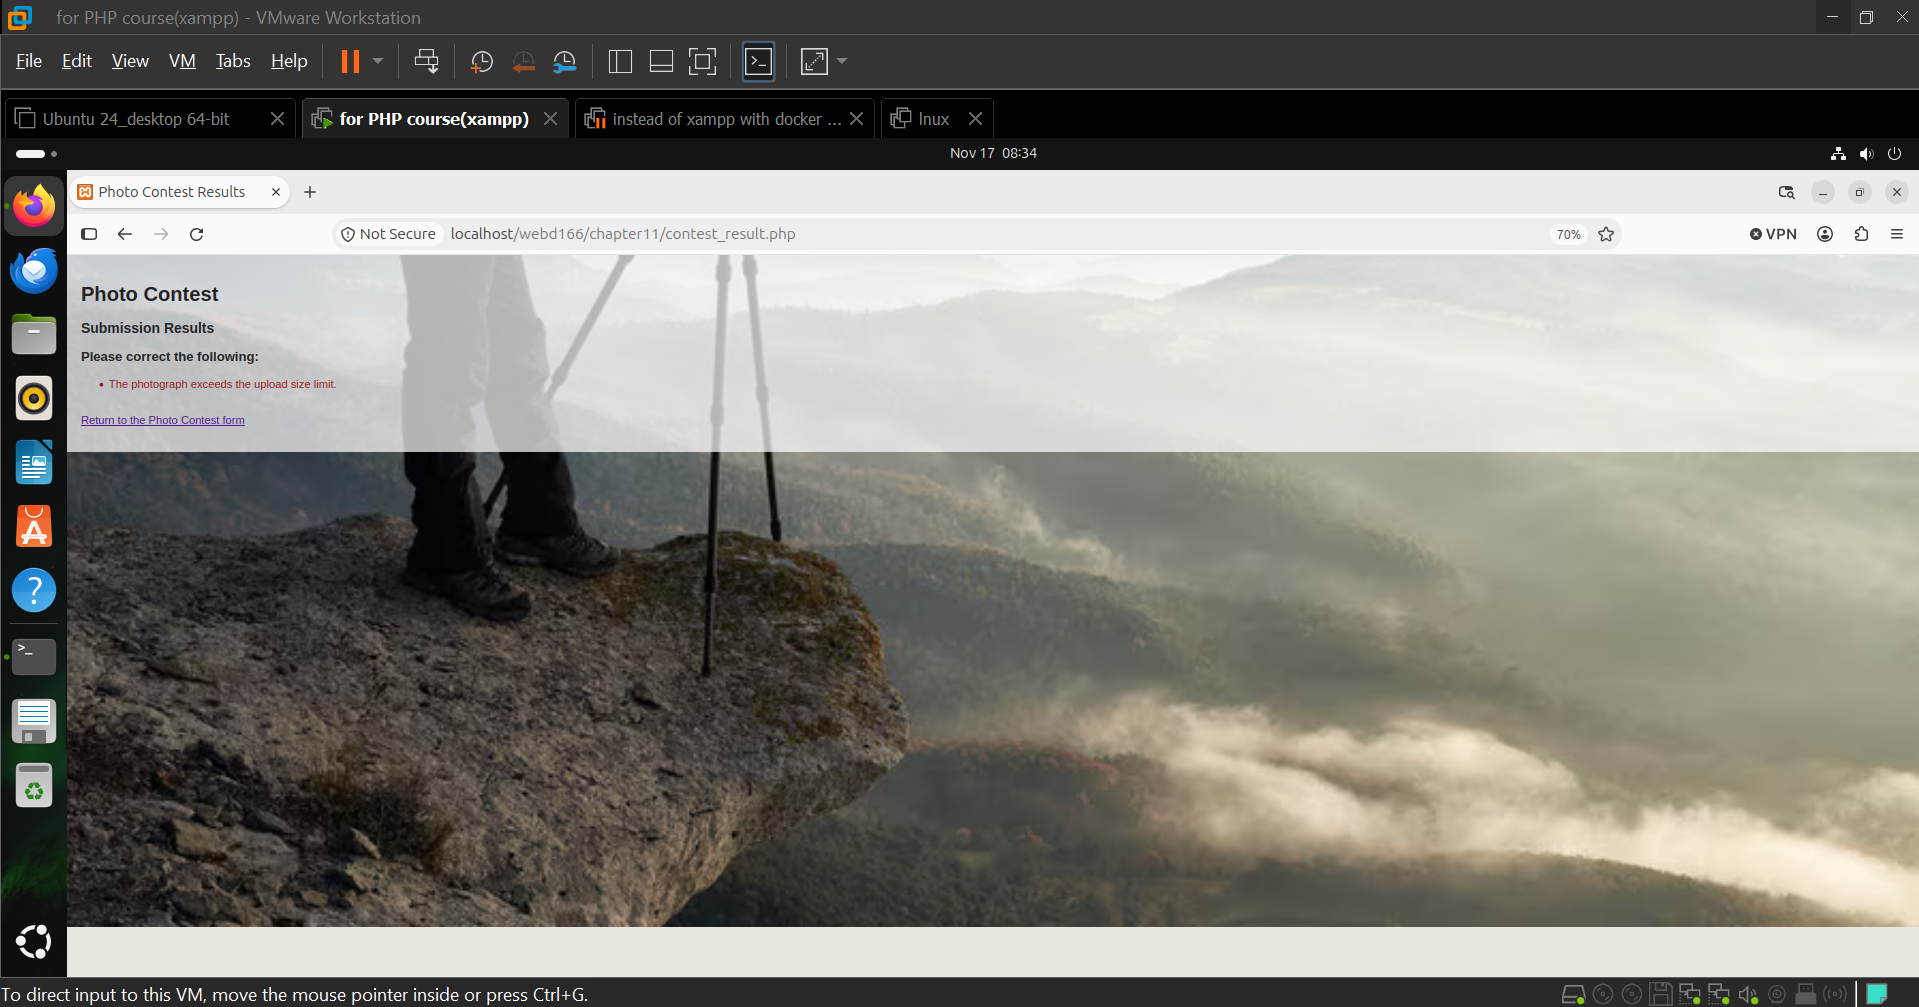 for PHP course(xampp) - VMware Workstation
File Edit View VM Tabs Help
Ubuntu 24_desktop 64-bit
for PHP course(xampp)
instead of xampp with docker ...
lnux
Nov 17 08:34
Photo Contest Results
Not Secure localhost/webd166/chapter11/contest_result.php 70% VPN
Photo Contest
Submission Results
Please correct the following:
• The photograph exceeds the upload size limit.
Return to the Photo Contest form
To direct input to this VM, move the mouse pointer inside or press Ctrl+G.